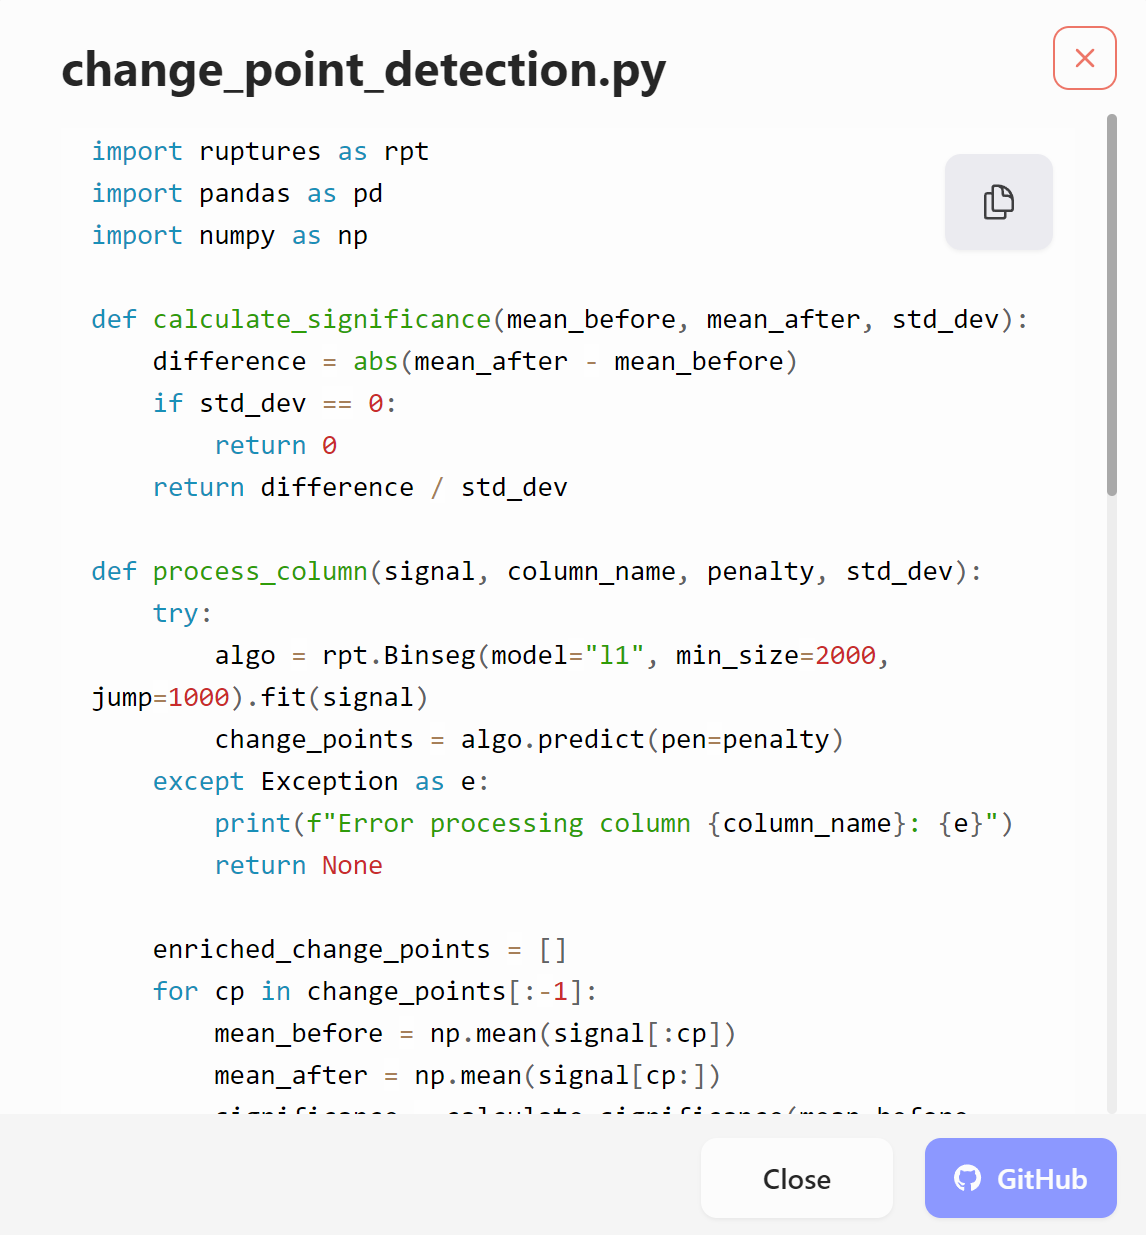 change_point_detection.py
import ruptures as rpt
import pandas as pd
import numpy as np
def calculate_significance(mean_before, mean_after, std_dev):
    difference = abs(mean_after - mean_before)
    if std_dev == 0:
        return 0
    return difference / std_dev
def process_column(signal, column_name, penalty, std_dev):
    try:
        algo = rpt.Binseg(model="l1", min_size=2000,
jump=1000).fit(signal)
        change_points = algo.predict(pen=penalty)
    except Exception as e:
        print(f"Error processing column {column_name}: {e}")
        return None
    enriched_change_points = []
    for cp in change_points[:-1]:
        mean_before = np.mean(signal[:cp])
        mean_after = np.mean(signal[cp:])
        significance = calculate_significance(mean_before,
Close
GitHub